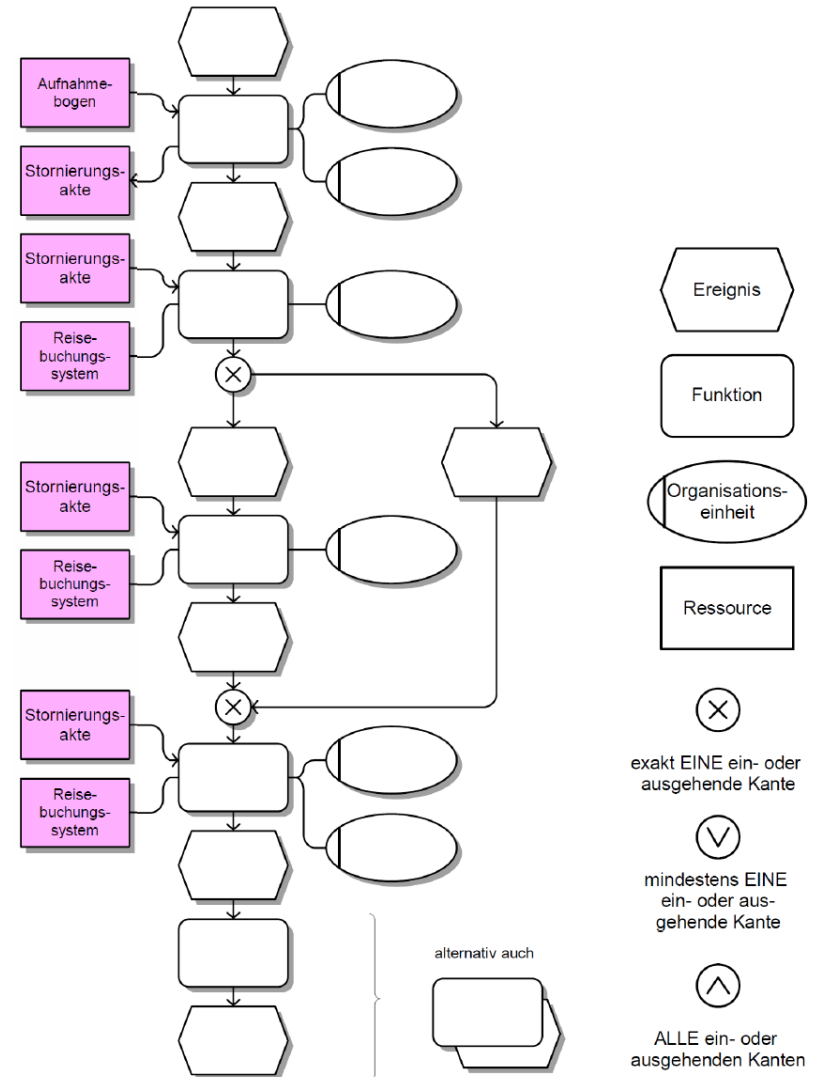 Aufnahme-
bogen
Stornierungs-
akte
Stornierungs-
akte
Reise-
buchungs-
system
Stornierungs-
akte
Reise-
buchungs-
system
Stornierungs-
akte
Reise-
buchungs-
system
alternativ auch
Ereignis
Funktion
Organisations-
einheit
Ressource
exakt EINE ein- oder
ausgehende Kante
mindestens EINE
ein- oder aus-
gehende Kante
ALLE ein- oder
ausgehenden Kanten